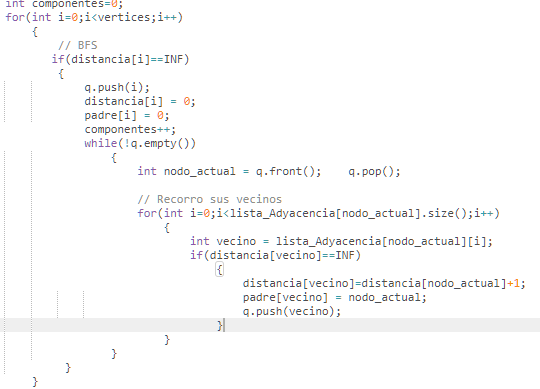 int componentes=0;
for(int i=0;i<vertices;i++)
{
// BFS
if(distancia[i]==INF)
{
q.push(i);
distancia[i] = 0;
padre[i] = 0;
componentes++;
while(!q.empty())
{
int nodo_actual = q.front();    q.pop();
// Recorro sus vecinos
for(int i=0;i<lista_Adyacencia[nodo_actual].size();i++)
{
int vecino = lista_Adyacencia[nodo_actual][i];
if(distancia[vecino]==INF)
{
distancia[vecino]=distancia[nodo_actual]+1;
padre[vecino] = nodo_actual;
q.push(vecino);
}
}
}
}
}